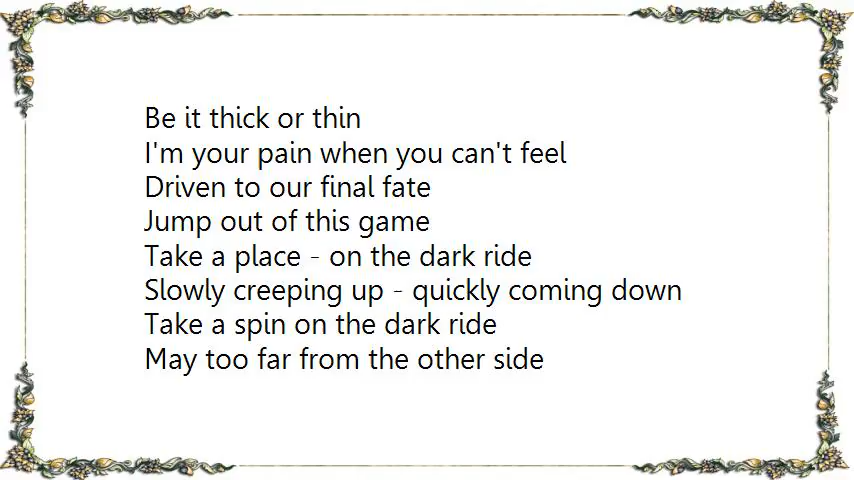 Be it thick or thin
I'm your pain when you can't feel
Driven to our final fate
Jump out of this game
Take a place - on the dark ride
Slowly creeping up - quickly coming down
Take a spin on the dark ride
May too far from the other side